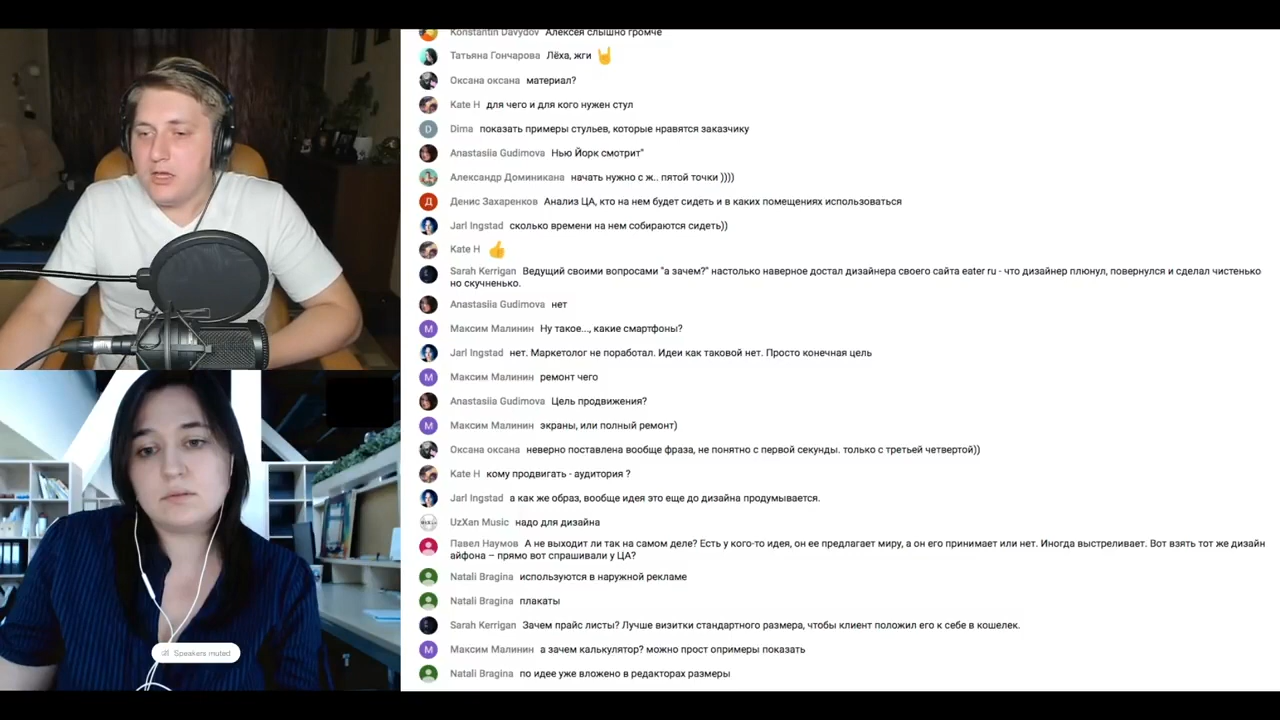 Konstantin Davydov Алексея слышно громче
Татьяна Гончарова Лёха, жги 🤘
Оксана оксана материал?
Kate H для чего и для кого нужен стул
D Dima показать примеры стульев, которые нравятся заказчику
Anastasiia Gudimova Нью Йорк смотрит"
Александр Доминикана начать нужно с ж.. пятой точки ))))
Д Денис Захаренков Анализ ЦА, кто на нем будет сидеть и в каких помещениях использоваться
Jarl Ingstad сколько времени на нем собираются сидеть))
Kate H 👍
Sarah Kerrigan Ведущий своими вопросами "а зачем?" настолько наверное достал дизайнера своего сайта eater ru - что дизайнер плюнул, повернулся и сделал чистенько
но скучненько.
Anastasiia Gudimova нет
М Максим Малинин Ну такое..., какие смартфоны?
Jarl Ingstad нет. Маркетолог не поработал. Идеи как таковой нет. Просто конечная цель
М Максим Малинин ремонт чего
Anastasiia Gudimova Цель продвижения?
М Максим Малинин экраны, или полный ремонт)
Оксана оксана неверно поставлена вообще фраза, не понятно с первой секунды. только с третьей четвертой))
Kate H кому продвигать - аудитория ?
Jarl Ingstad а как же образ, вообще идея это еще до дизайна продумывается.
UzXan Music надо для дизайна
Павел Наумов А не выходит ли так на самом деле? Есть у кого-то идея, он ее предлагает миру, а он его принимает или нет. Иногда выстреливает. Вот взять тот же дизайн
айфона – прямо вот спрашивали у ЦА?
Natali Bragina используются в наружной рекламе
Natali Bragina плакаты
Sarah Kerrigan Зачем прайс листы? Лучше визитки стандартного размера, чтобы клиент положил его к себе в кошелек.
М Максим Малинин а зачем калькулятор? можно прост опримеры показать
Natali Bragina по идее уже вложено в редакторах размеры
Speakers muted